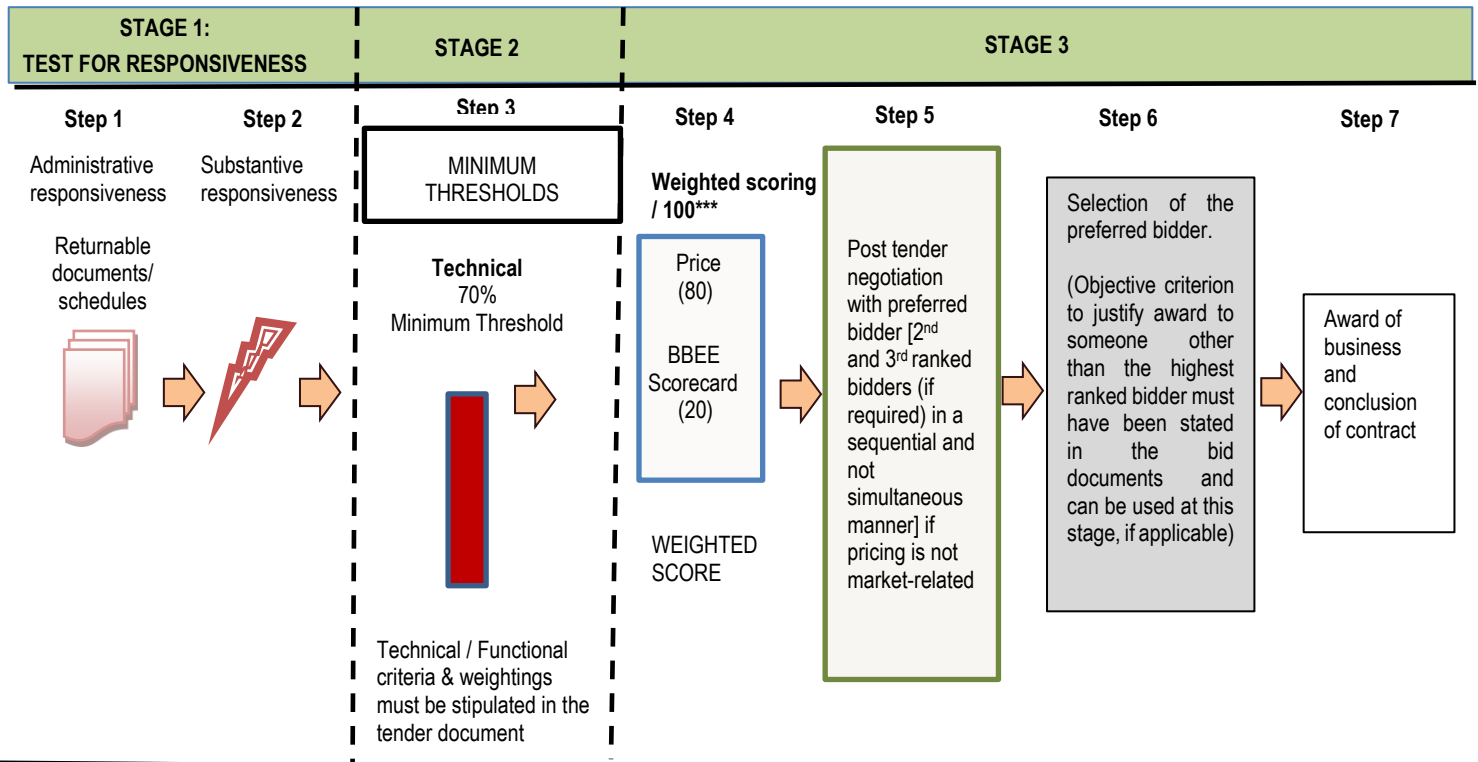 STAGE 1:
TEST FOR RESPONSIVENESS
STAGE 2
STAGE 3
Step 1
Administrative
responsiveness
Returnable
documents/
schedules
Step 2
Substantive
responsiveness
Step 3
MINIMUM
THRESHOLDS
Technical
70%
Minimum Threshold
Technical / Functional
criteria & weightings
must be stipulated in the
tender document
Step 4
Weighted scoring
/ 100***
Price
(80)
BBEE
Scorecard
(20)
WEIGHTED
SCORE
Step 5
Post tender
negotiation
with preferred
bidder [2nd
and 3rd ranked
bidders (if
required) in a
sequential and
not
simultaneous
manner] if
pricing is not
market-related
Step 6
Selection of the
preferred bidder.
(Objective criterion
to justify award to
someone other
than the highest
ranked bidder must
have been stated
in the bid
documents and
can be used at this
stage, if applicable)
Step 7
Award of
business
and
conclusion
of contract